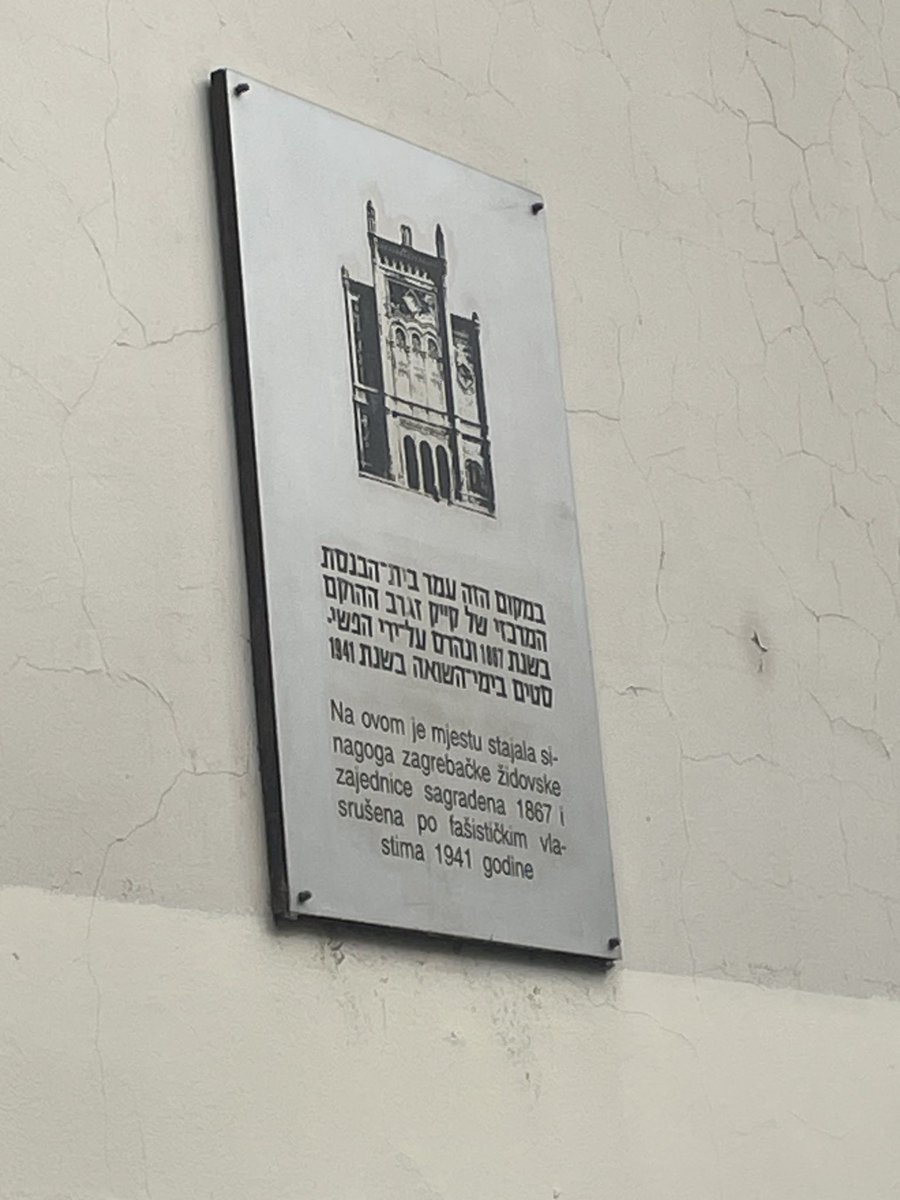 במקום הזה עמד בית־הכנסת
המרכזי של קייק זגרב ההוקם
בשנת 1867 ונהרס על־ידי הפשי.
סטים בימי־השואה בשנת 1941
Na ovom je mjestu stajala si-
nagoga zagrebačke židovske
zajednice sagrađena 1867 i
srušena po fašističkim vla-
stima 1941 godine